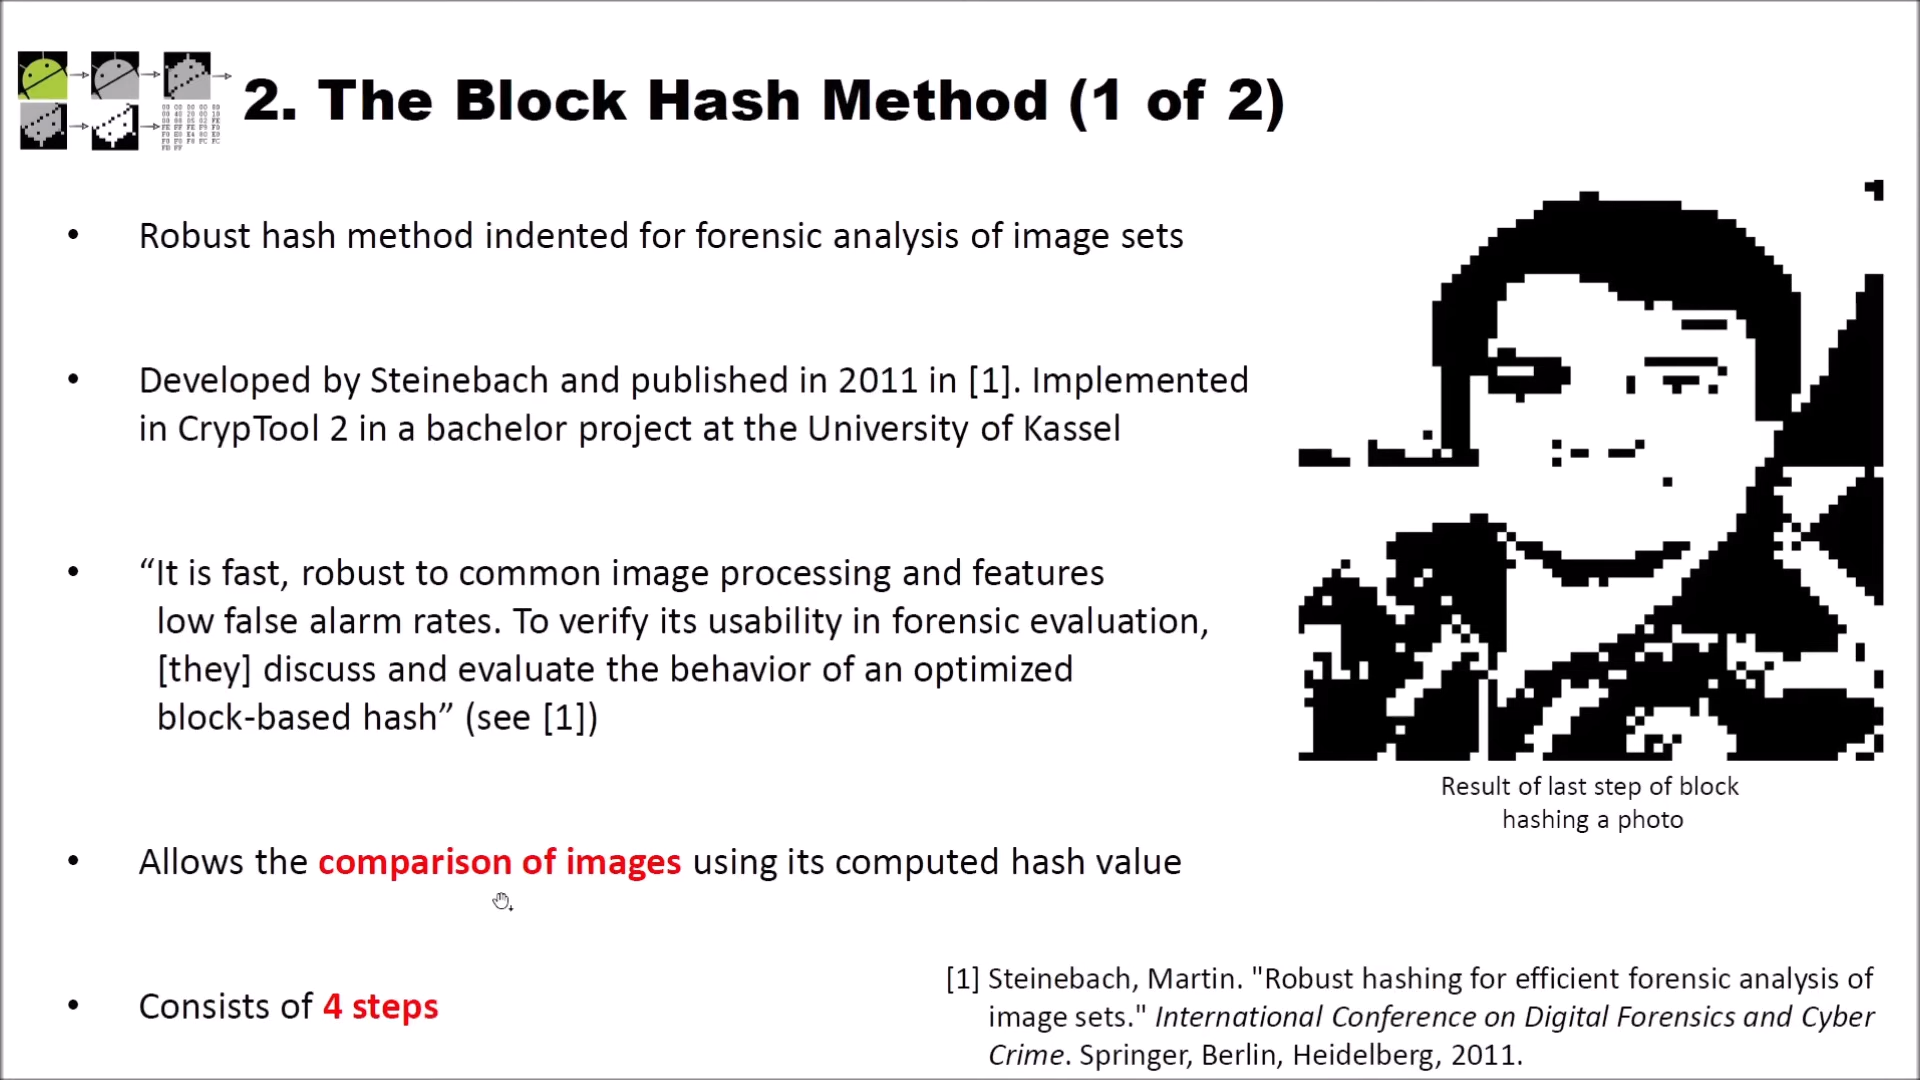 2. The Block Hash Method (1 of 2)
• Robust hash method indented for forensic analysis of image sets
• Developed by Steinebach and published in 2011 in [1]. Implemented
in CrypTool 2 in a bachelor project at the University of Kassel
• “It is fast, robust to common image processing and features
low false alarm rates. To verify its usability in forensic evaluation,
[they] discuss and evaluate the behavior of an optimized
block-based hash” (see [1])
Result of last step of block
hashing a photo
• Allows the comparison of images using its computed hash value
• Consists of 4 steps
[1] Steinebach, Martin. "Robust hashing for efficient forensic analysis of
image sets." International Conference on Digital Forensics and Cyber
Crime. Springer, Berlin, Heidelberg, 2011.